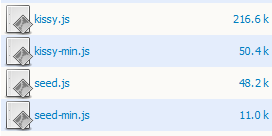 kissy.js 216.6 k
kissy-min.js 50.4 k
seed.js 48.2 k
seed-min.js 11.0 k